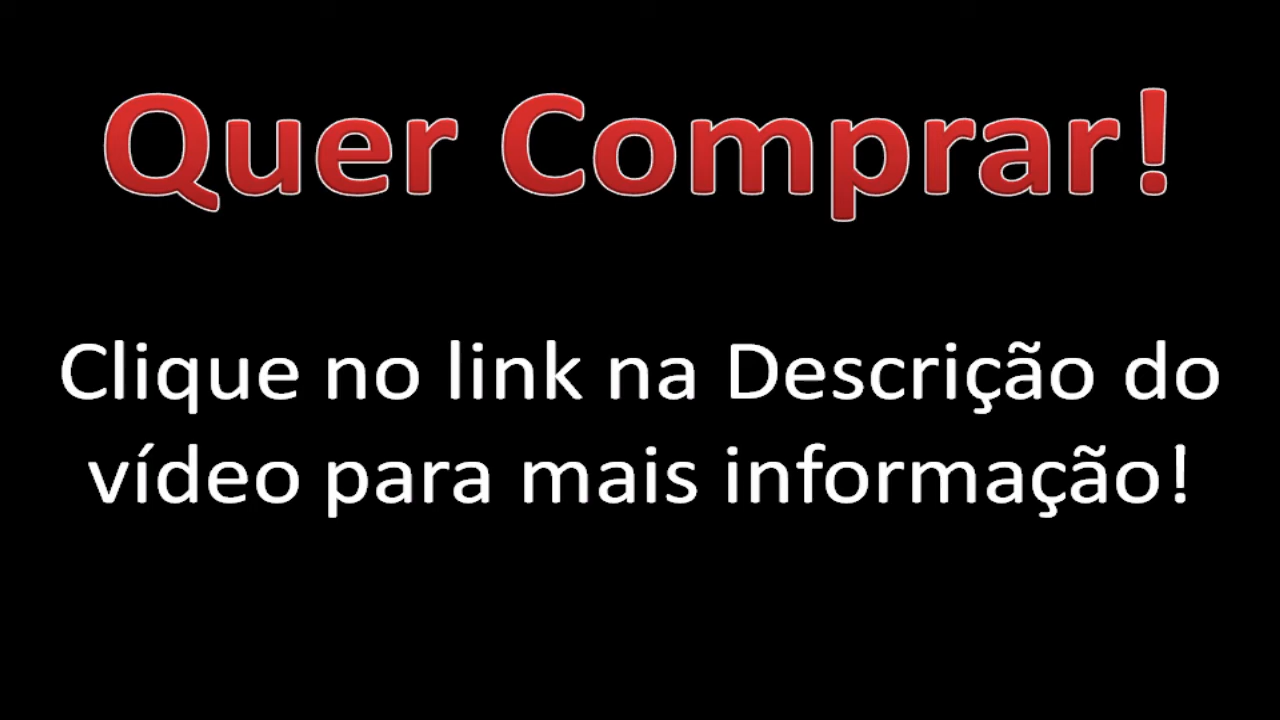 Quer Comprar!
Clique no link na Descrição do
vídeo para mais informação!